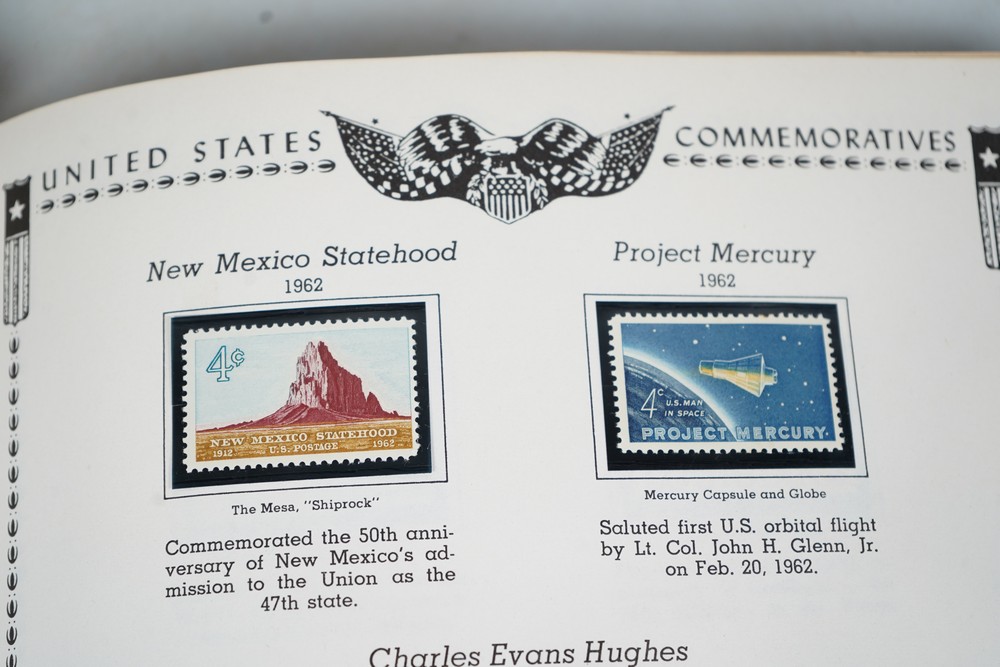 UNITED STATES COMMEMORATIVES
New Mexico Statehood
1962
4¢
NEW MEXICO STATEHOOD
1912 U.S. POSTAGE 1962
The Mesa, "Shiprock"
Commemorated the 50th anni-
versary of New Mexico's ad-
mission to the Union as the
47th state.
Project Mercury
1962
4¢ U.S. MAN
IN SPACE
PROJECT MERCURY
Mercury Capsule and Globe
Saluted first U.S. orbital flight
by Lt. Col. John H. Glenn, Jr.
on Feb. 20, 1962.
Charles Evans Hughes